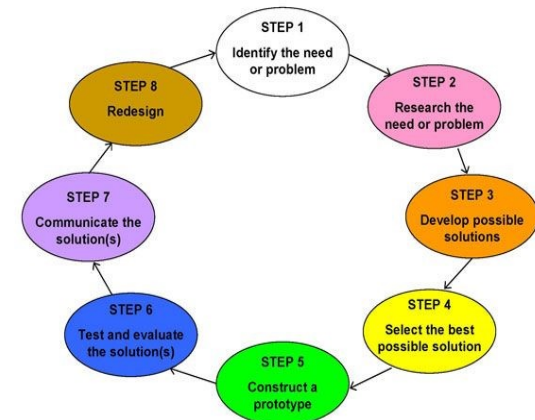 STEP 1
Identify the need
or problem
STEP 2
Research the
need or problem
STEP 3
Develop possible
solutions
STEP 4
Select the best
possible solution
STEP 5
Construct a
prototype
STEP 6
Test and evaluate
the solution(s)
STEP 7
Communicate the
solution(s)
STEP 8
Redesign